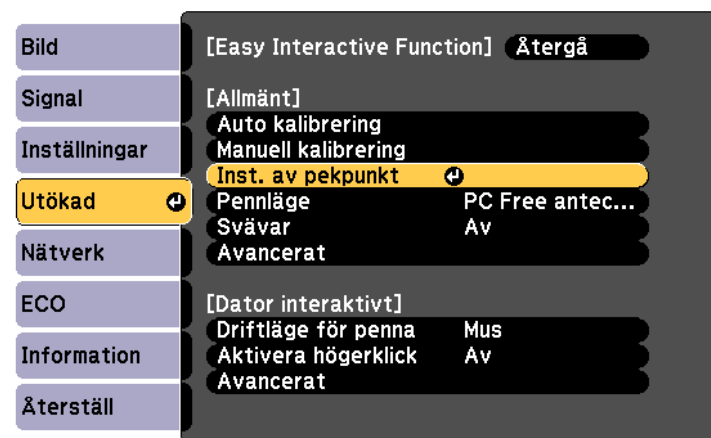 Bild
Signal
Inställningar
Utökad
Nätverk
ECO
Information
Återställ
[Easy Interactive Function] Återgå
[Allmänt]
Auto kalibrering
Manuell kalibrering
Inst. av pekpunkt
Pennläge PC Free antec...
Svävar Av
Avancerat
[Dator interaktivt]
Driftläge för penna Mus
Aktivera högerklick Av
Avancerat